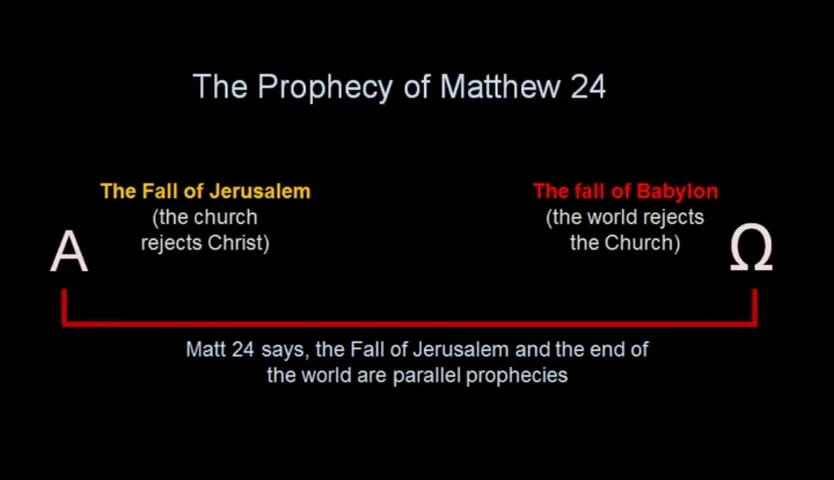 The Prophecy of Matthew 24
The Fall of Jerusalem
(the church
rejects Christ)
Α
The fall of Babylon
(the world rejects
the Church)
Ω
Matt 24 says, the Fall of Jerusalem and the end of
the world are parallel prophecies